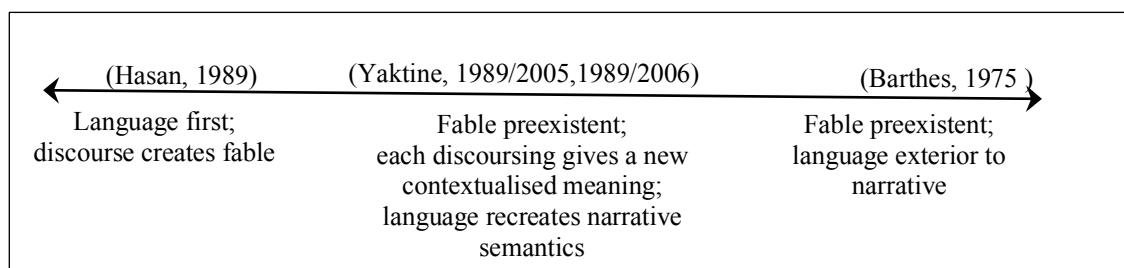 (Hasan, 1989)
(Yaktine, 1989/2005,1989/2006)
(Barthes, 1975 )
Language first;
discourse creates fable
Fable preexistent;
each discoursing gives a new
contextualised meaning;
language recreates narrative
semantics
Fable preexistent;
language exterior to
narrative